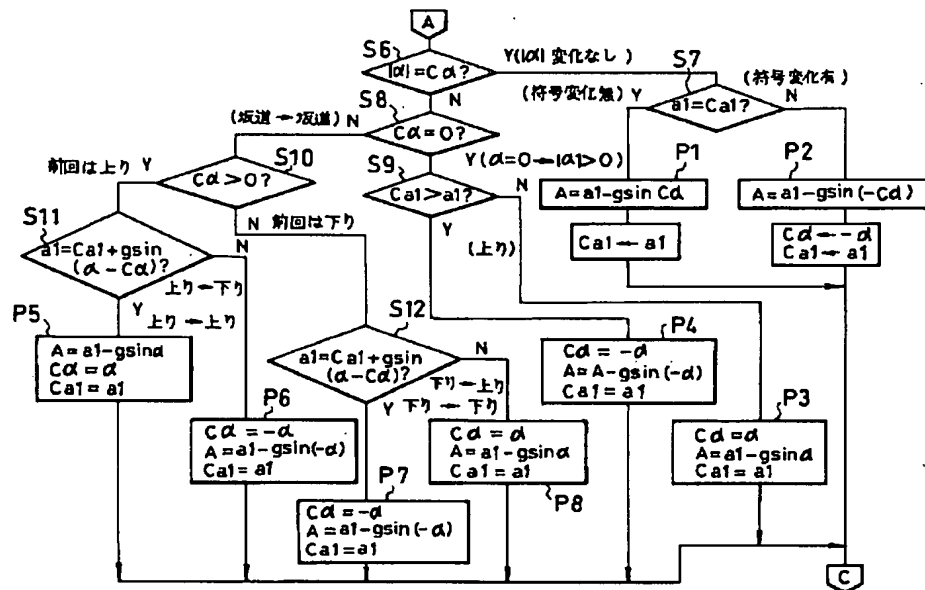 A
S6
|α|=Cα?
Y(|α|変化なし)
N
S7
a1=Ca1?
(符号変化無) Y
N (符号変化有)
S8
Cα=0?
(坂道→坂道) N
Y(α=0→|α|>0)
S10
Cα>0?
前回は上り Y
N 前回は下り
S9
Ca1>a1?
N
(上り)
Y
P1
A=a1-gsin Cα
Ca1←a1
P2
A=a1-gsin(-Cα)
Cα←-α
Ca1←a1
S11
a1=Ca1+gsin
(α-Cα)?
N
上り→下り
Y
上り→上り
P5
A=a1-gsinα
Cα=α
Ca1=a1
S12
a1=Ca1+gsin
(α-Cα)?
N
下り→上り
Y 下り→下り
P4
Cα=-α
A=A-gsin(-α)
Ca1=a1
P3
Cα=α
A=a1-gsinα
Ca1=a1
P6
Cα=-α
A=a1-gsin(-α)
Ca1=a1
P8
Cα=α
A=a1-gsinα
Ca1=a1
P7
Cα=-α
A=a1-gsin(-α)
Ca1=a1
C